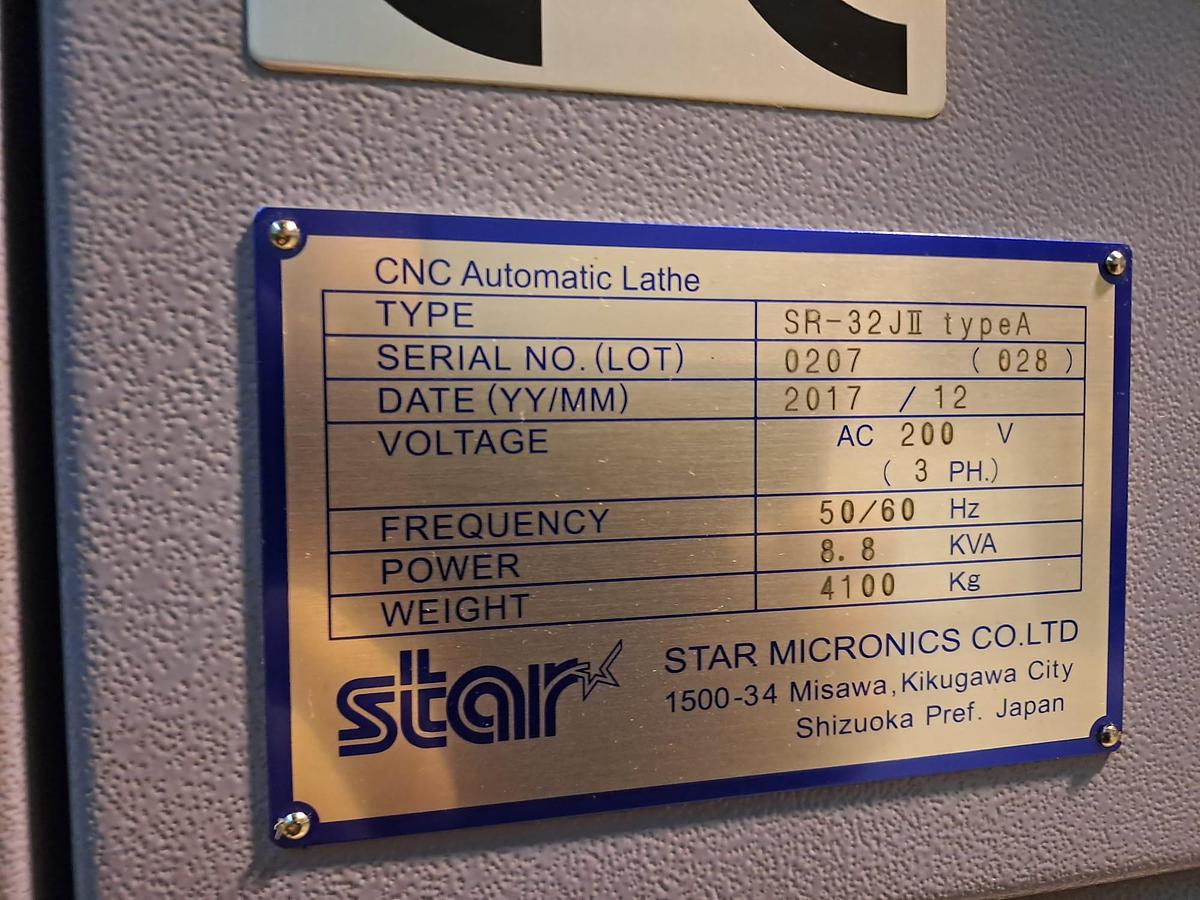 CNC Automatic Lathe
TYPE SR-32JⅡ typeA
SERIAL NO.(LOT) 0207 (028)
DATE (YY/MM) 2017 / 12
VOLTAGE AC 200 V
(3 PH.)
FREQUENCY 50/60 Hz
POWER 8.8 KVA
WEIGHT 4100 Kg
star
STAR MICRONICS CO.LTD
1500-34 Misawa,Kikugawa City
Shizuoka Pref. Japan